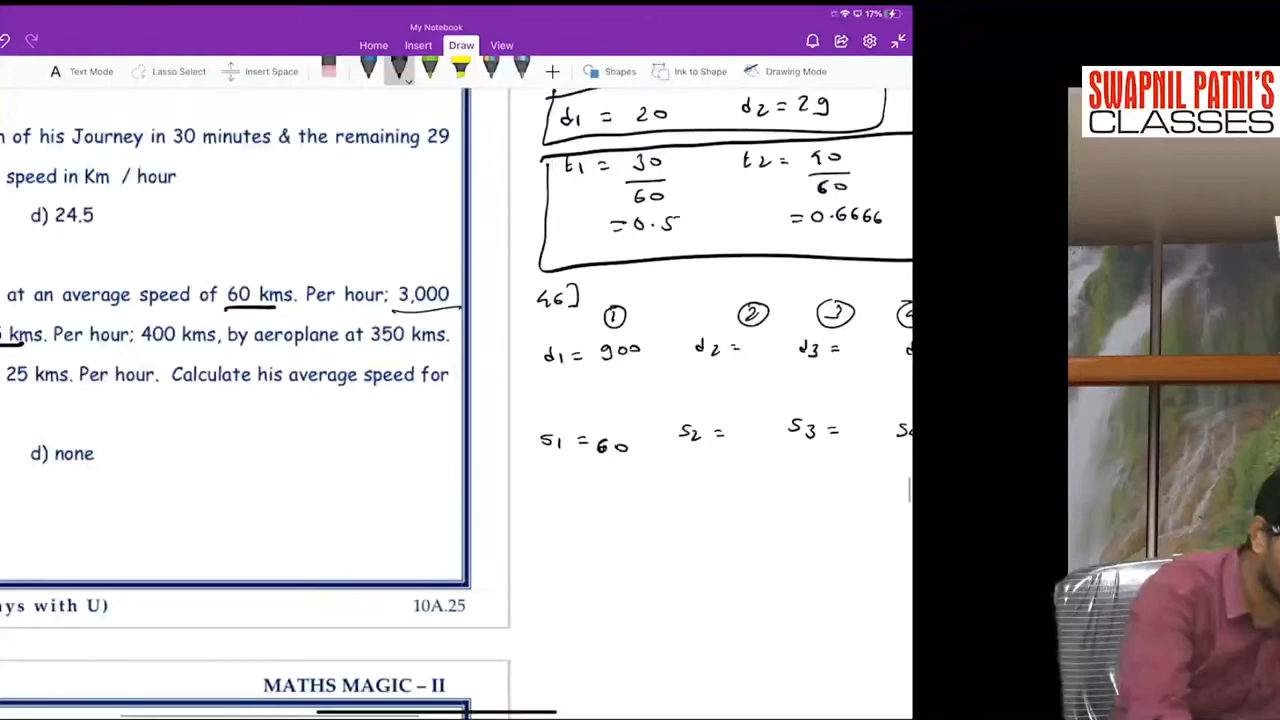 17%
My Notebook
Home Insert Draw View
A Text Mode Lasso Select Insert Space Shapes Ink to Shape Drawing Mode
SWAPNIL PATNI'S
CLASSES
n of his Journey in 30 minutes & the remaining 29
speed in Km / hour
d) 24.5
at an average speed of 60 kms. Per hour; 3,000
kms. Per hour; 400 kms, by aeroplane at 350 kms.
25 kms. Per hour. Calculate his average speed for
d) none
ays with U) 10A.25
MATHS MAGIC – II
d1 = 20 d2 = 29
t1 = 30/60 t2 = 40/60
= 0.5 = 0.6666
46]
1 2 3
d1 = 900 d2 = d3 = d
S1 = 60 S2 = S3 = S